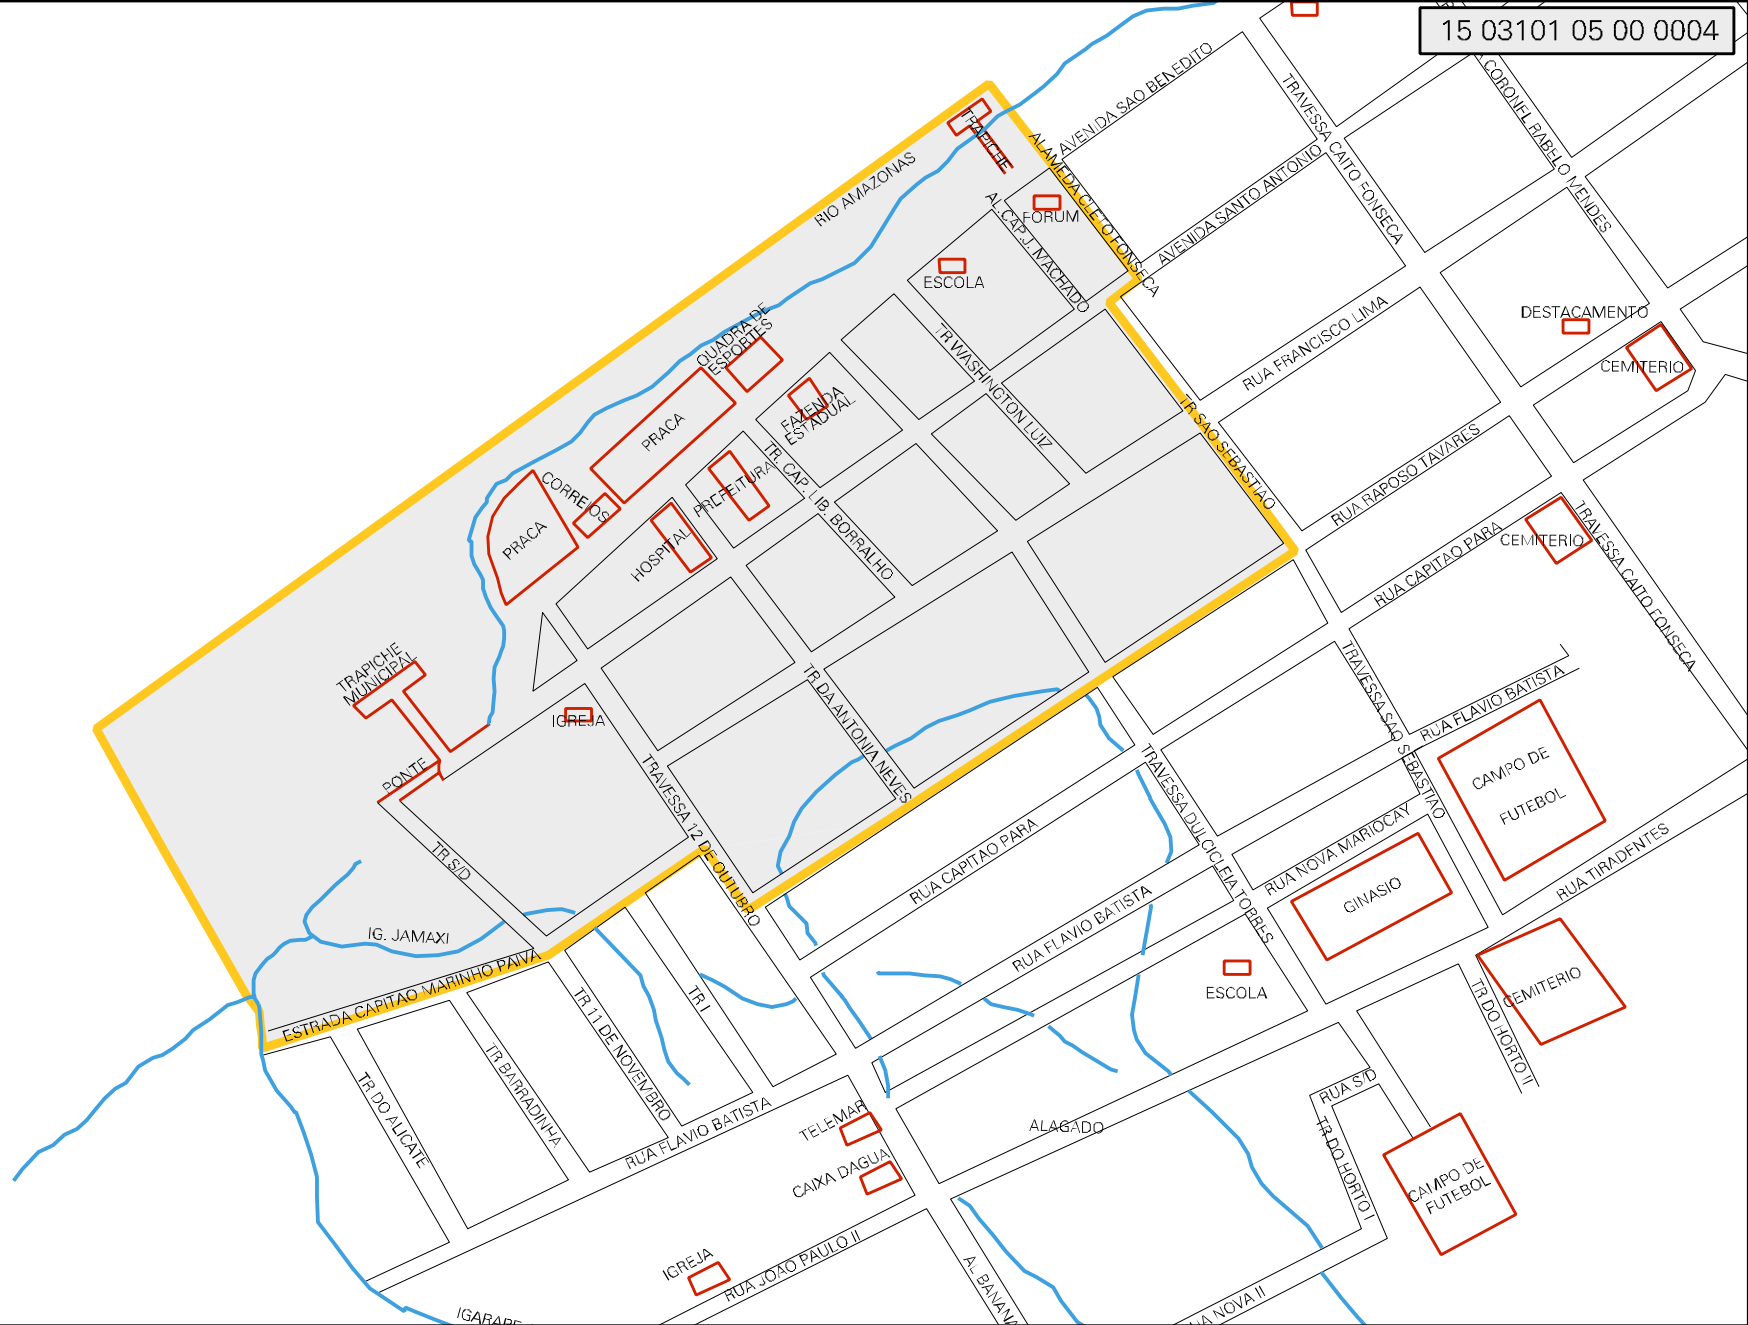 15 03101 05 00 0004
AVENIDA SAO BENEDITO
TRAVESSA CAITO FONSECA
CORONEL RABELO MENDES
TRAPICHE
ALAMEDA CLETO FONSECA
RIO AMAZONAS
AVENIDA SANTO ANTONIO
FORUM
AL.CAP.J. MACHADO
ESCOLA
DESTACAMENTO
CEMITERIO
RUA FRANCISCO LIMA
QUADRA DE
ESPORTES
TR WASHINGTON LUIZ
PRACA
FAZENDA
ESTADUAL
TR SAO SEBASTIAO
RUA RAPOSO TAVARES
CORREIOS
PREFEITURA
TR. CAP. LIB. BORRALHO
PRACA
HOSPITAL
RUA CAPITAO PARA
CEMITERIO
TRAVESSA CAITO FONSECA
TRAPICHE
MUNICIPAL
IGREJA
TR DA ANTONIA NEVES
TRAVESSA SAO SEBASTIAO
RUA FLAVIO BATISTA
PONTE
TRAVESSA 12 DE OUTUBRO
TRAVESSA DULCICLEIA TORRES
CAMPO DE
FUTEBOL
TR S/D
RUA CAPITAO PARA
RUA NOVA MARIOCAY
GINASIO
RUA TIRADENTES
IG. JAMAXI
RUA FLAVIO BATISTA
ESTRADA CAPITAO MARINHO PAIVA
TR I
TR 11 DE NOVEMBRO
ESCOLA
CEMITERIO
TR DO HORTO II
TR BARRADINHA
TR DO ALICATE
RUA FLAVIO BATISTA
TELEMAR
ALAGADO
RUA S/D
TR DO HORTO I
CAIXA DAGUA
CAMPO DE
FUTEBOL
IGREJA
RUA JOAO PAULO II
AL BANANA
NOVA II